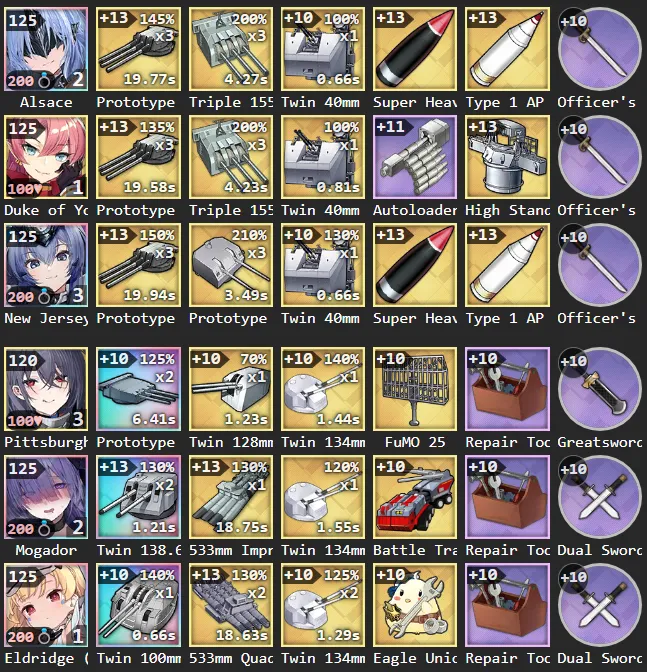 125 +13 145% 200% +10 100% +13 +13 +10
x3 x3 x1
200 2 19.77s 4.27s 0.66s
Alsace Prototype Triple 155 Twin 40mm Super Heav Type 1 AP Officer's
125 +13 135% 200% 100% +11 +13 +10
x3 x3 x1
100♥ 1 19.58s 4.23s 0.81s
Duke of Yo Prototype Triple 155 Twin 40mm Autoloader High Stanc Officer's
125 +13 150% 210% +10 130% +13 +13 +10
x3 x3 x1
200 3 19.94s 3.49s 0.66s
New Jersey Prototype Prototype Twin 40mm Super Heav Type 1 AP Officer's
120 +10 125% +10 70% +10 140% +10 +10 +10
x2 x1 x1
100♥ 3 6.41s 1.23s 1.44s
Pittsburgh Prototype Twin 128mm Twin 134mm FuMO 25 Repair Too Greatsword
125 +13 130% +13 130% 120% +10 +10 +10
x2 x1 x1
200 2 1.21s 18.75s 1.55s
Mogador Twin 138.6 533mm Impr Twin 134mm Battle Tra Repair Too Dual Sword
125 +10 140% +13 130% +10 125% +10 +10 +10
x1 x2 x2
200 1 0.66s 18.63s 1.29s
Eldridge ( Twin 100mm 533mm Quad Twin 134mm Eagle Unio Repair Too Dual Sword